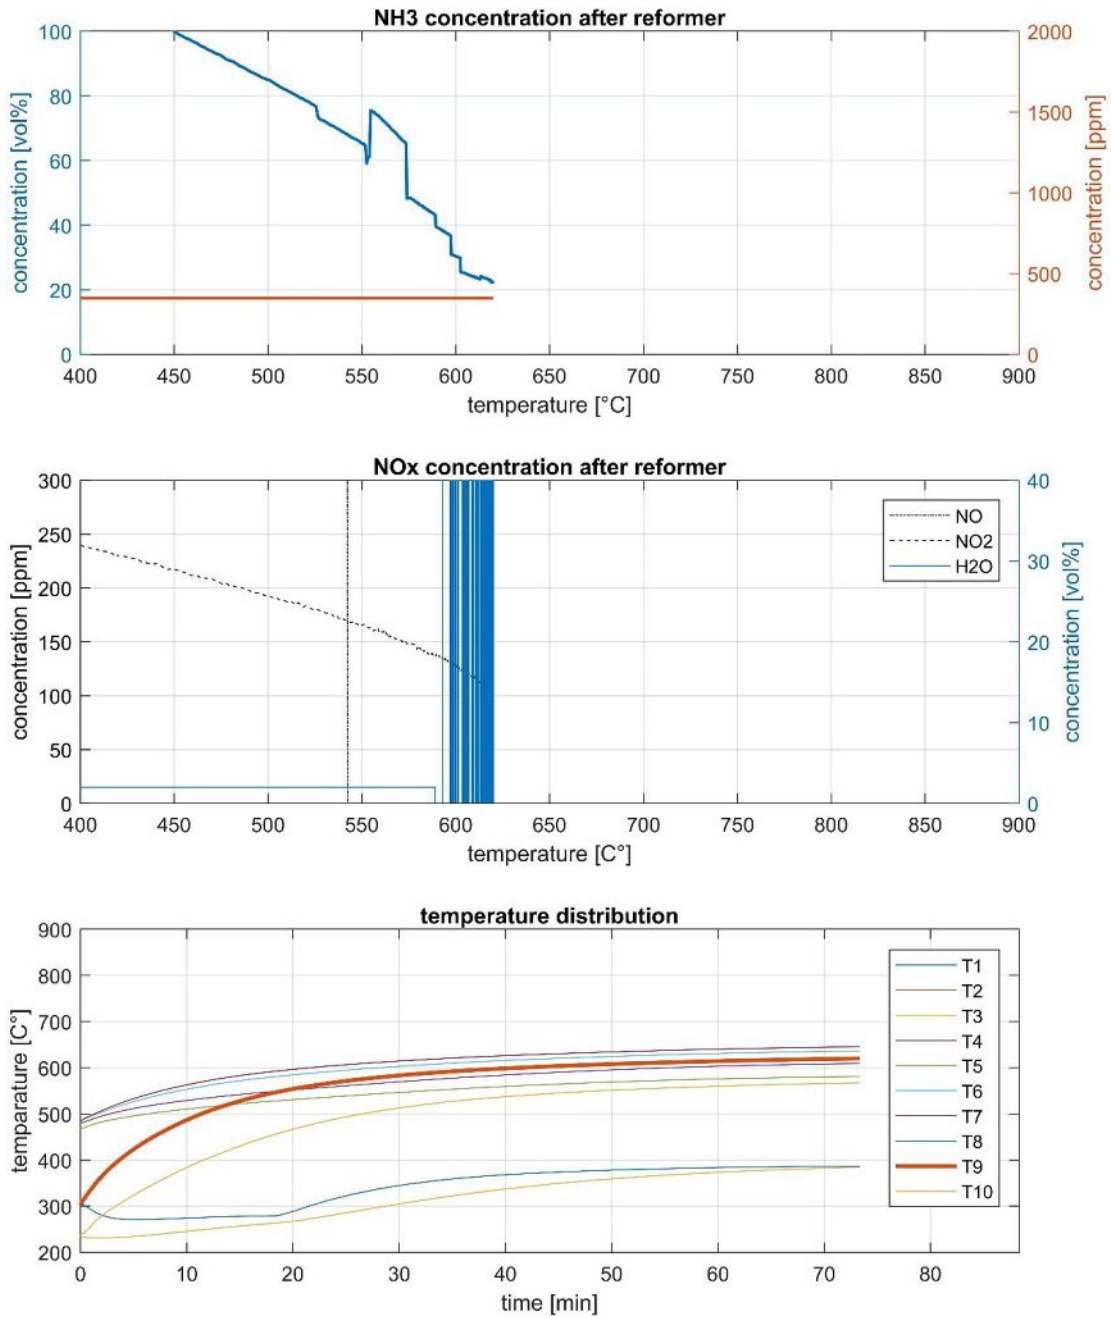 NH3 concentration after reformer
concentration [vol%]
100
80
60
40
20
0
2000
1500
1000
500
0
concentration [ppm]
400 450 500 550 600 650 700 750 800 850 900
temperature [°C]
NOx concentration after reformer
concentration [ppm]
300
250
200
150
100
50
0
NO
NO2
H2O
40
30
20
10
0
concentration [vol%]
400 450 500 550 600 650 700 750 800 850 900
temperature [C°]
temperature distribution
temparature [C°]
900
800
700
600
500
400
300
200
T1
T2
T3
T4
T5
T6
T7
T8
T9
T10
0 10 20 30 40 50 60 70 80
time [min]